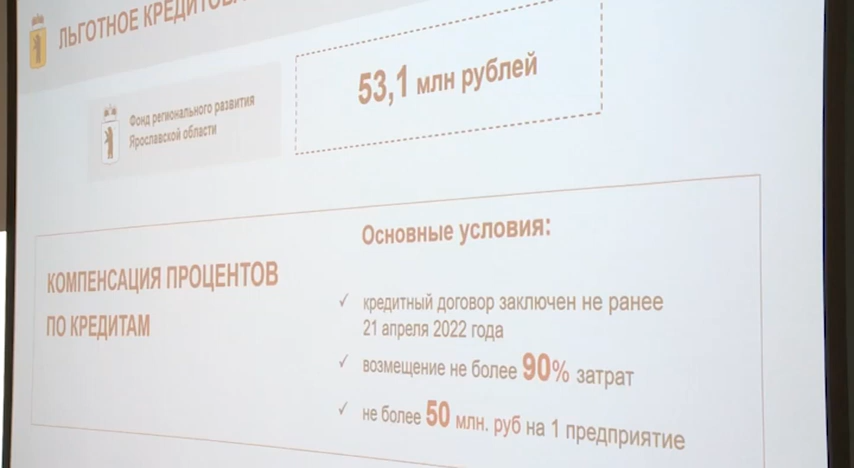 ЛЬГОТНОЕ
Фонд регионального развития
Ярославской области
53,1 млн рублей
КОМПЕНСАЦИЯ ПРОЦЕНТОВ
ПО КРЕДИТАМ
Основные условия:
✓ кредитный договор заключен не ранее
21 апреля 2022 года
✓ возмещение не более 90% затрат
✓ не более 50 млн. руб на 1 предприятие